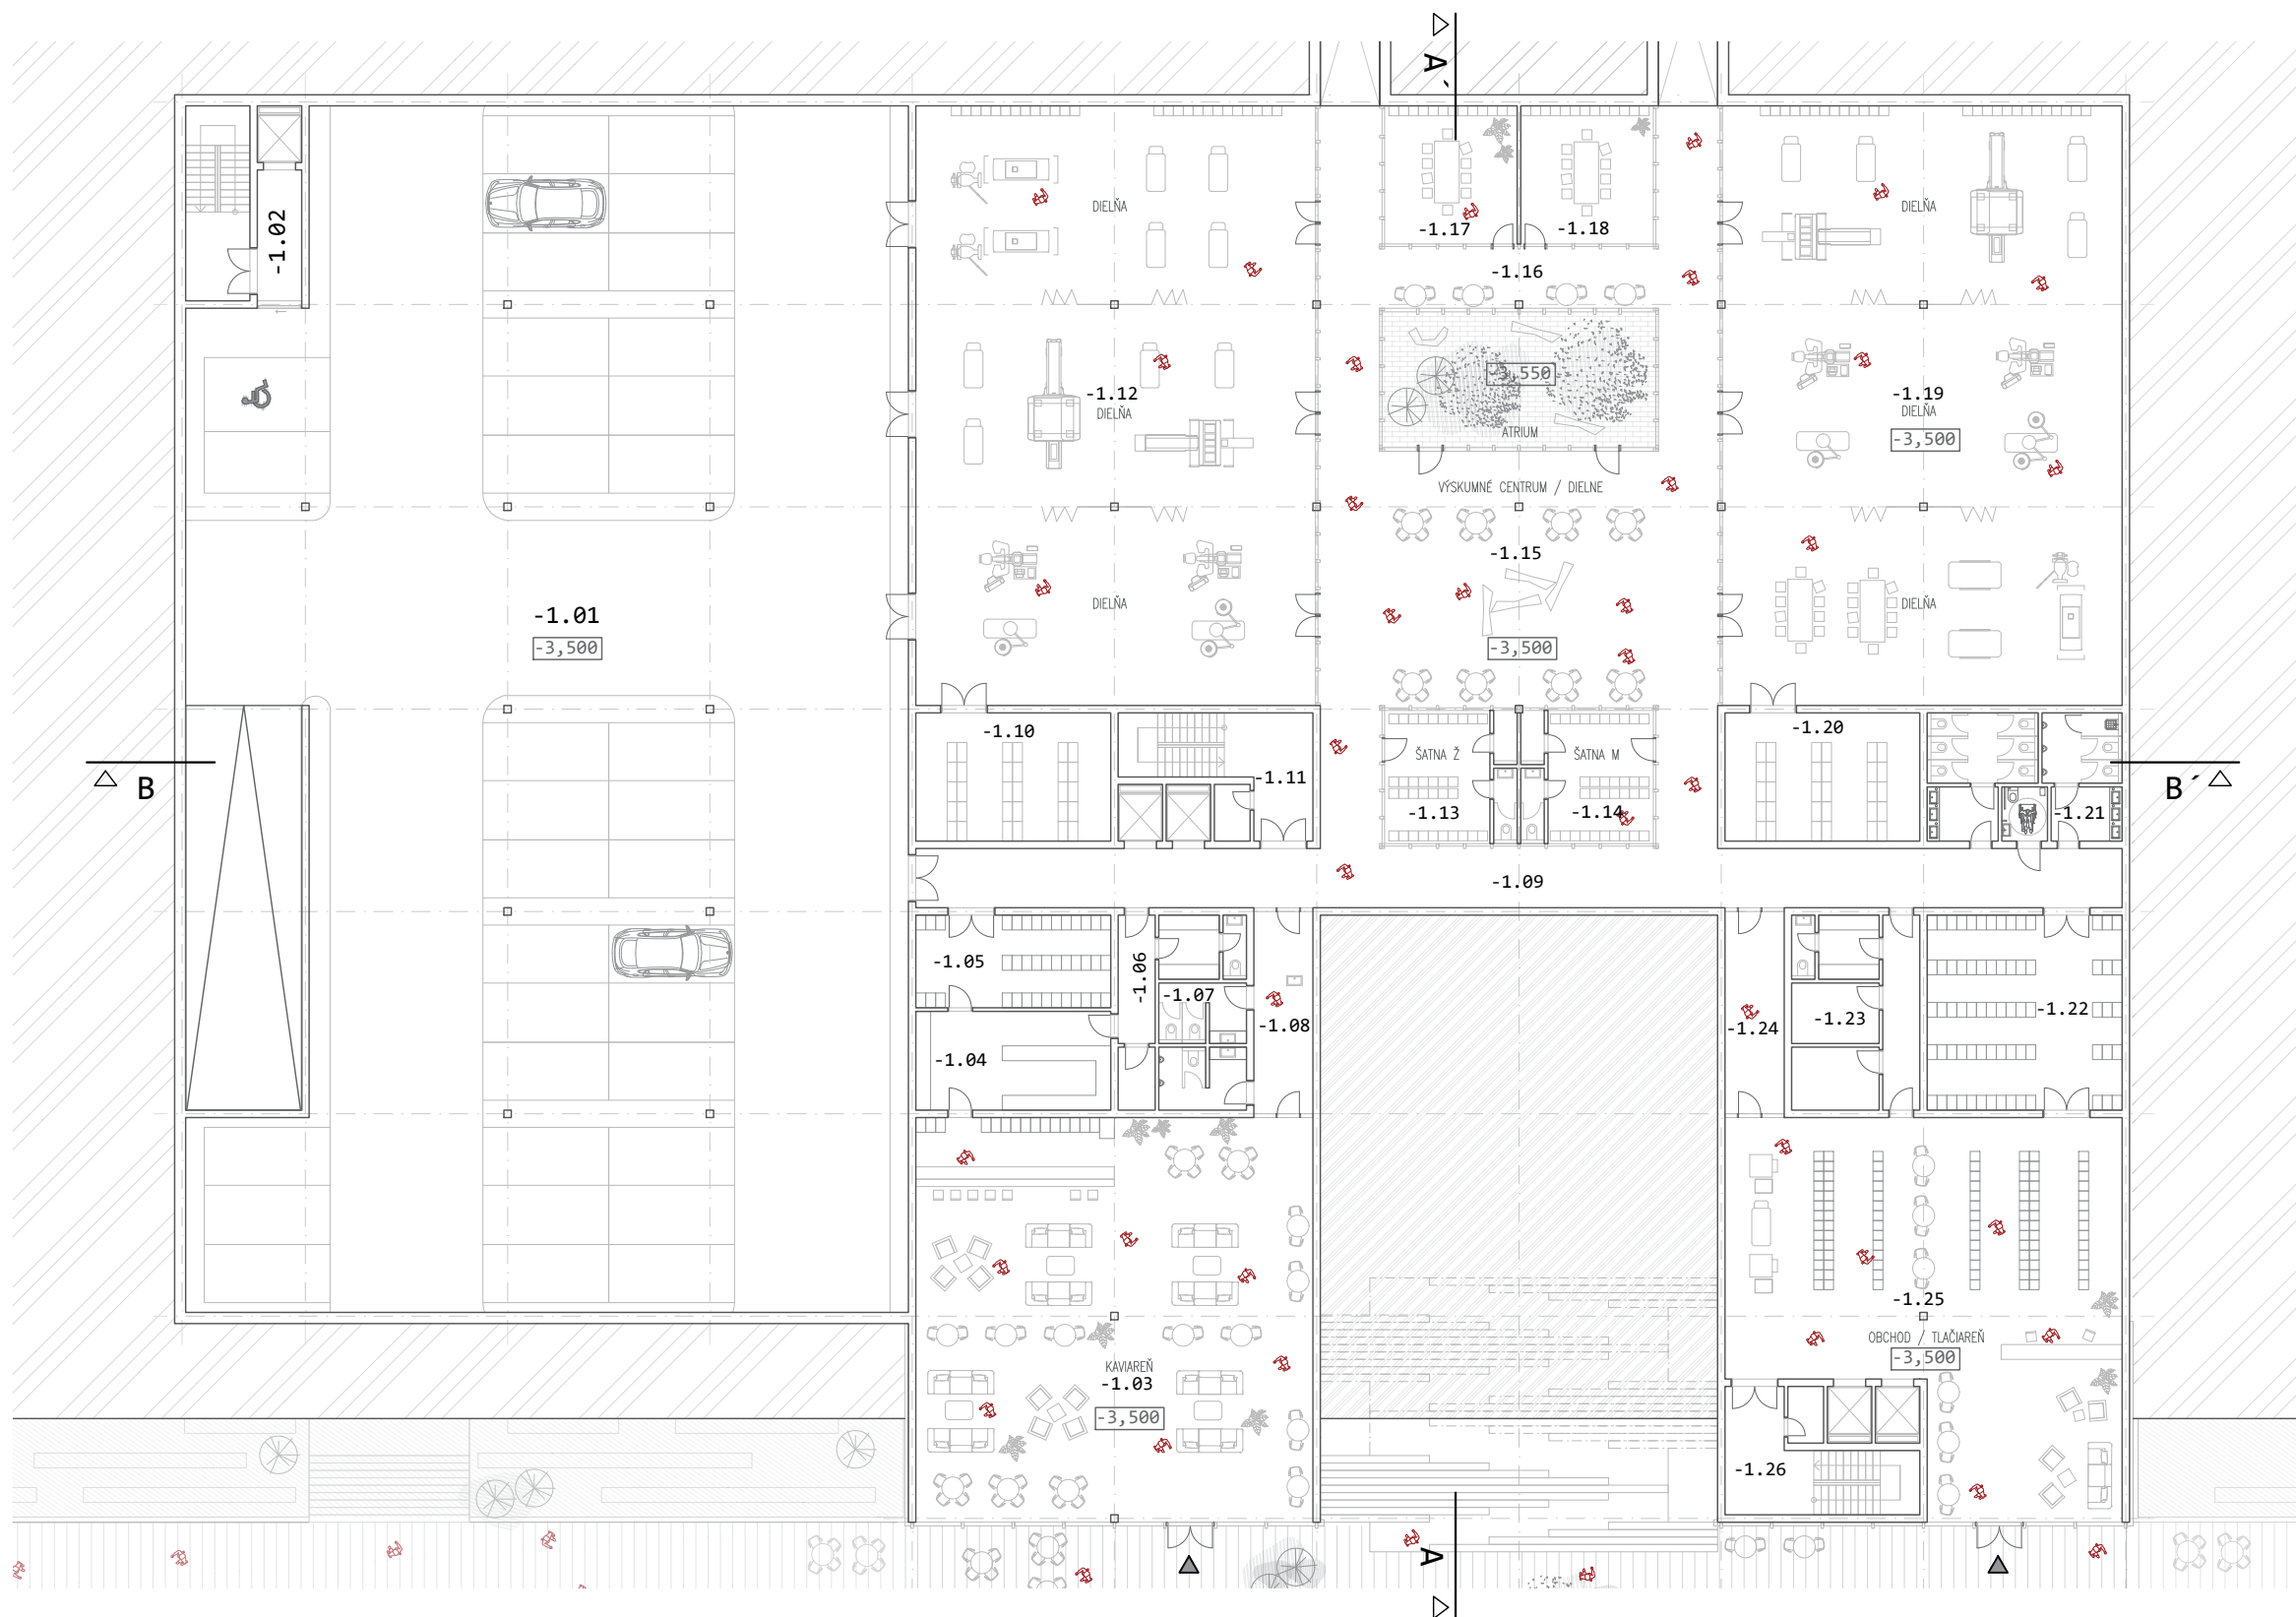 A´
-1.02
DIELŇA
-1.17
-1.18
DIELŇA
-1.16
-3,550
-1.12
DIELŇA
-1.19
DIELŇA
-3,500
ATRIUM
VÝSKUMNÉ CENTRUM / DIELNE
-1.15
DIELŇA
DIELŇA
-1.01
-3,500
-3,500
-1.10
-1.20
ŠATNA Ž
ŠATNA M
-1.11
B
B´
-1.13
-1.14
-1.21
-1.09
-1.05
-1.06
-1.07
-1.08
-1.22
-1.23
-1.24
-1.04
-1.25
OBCHOD / TLAČIAREŇ
-3,500
KAVIAREŇ
-1.03
-3,500
-1.26
A